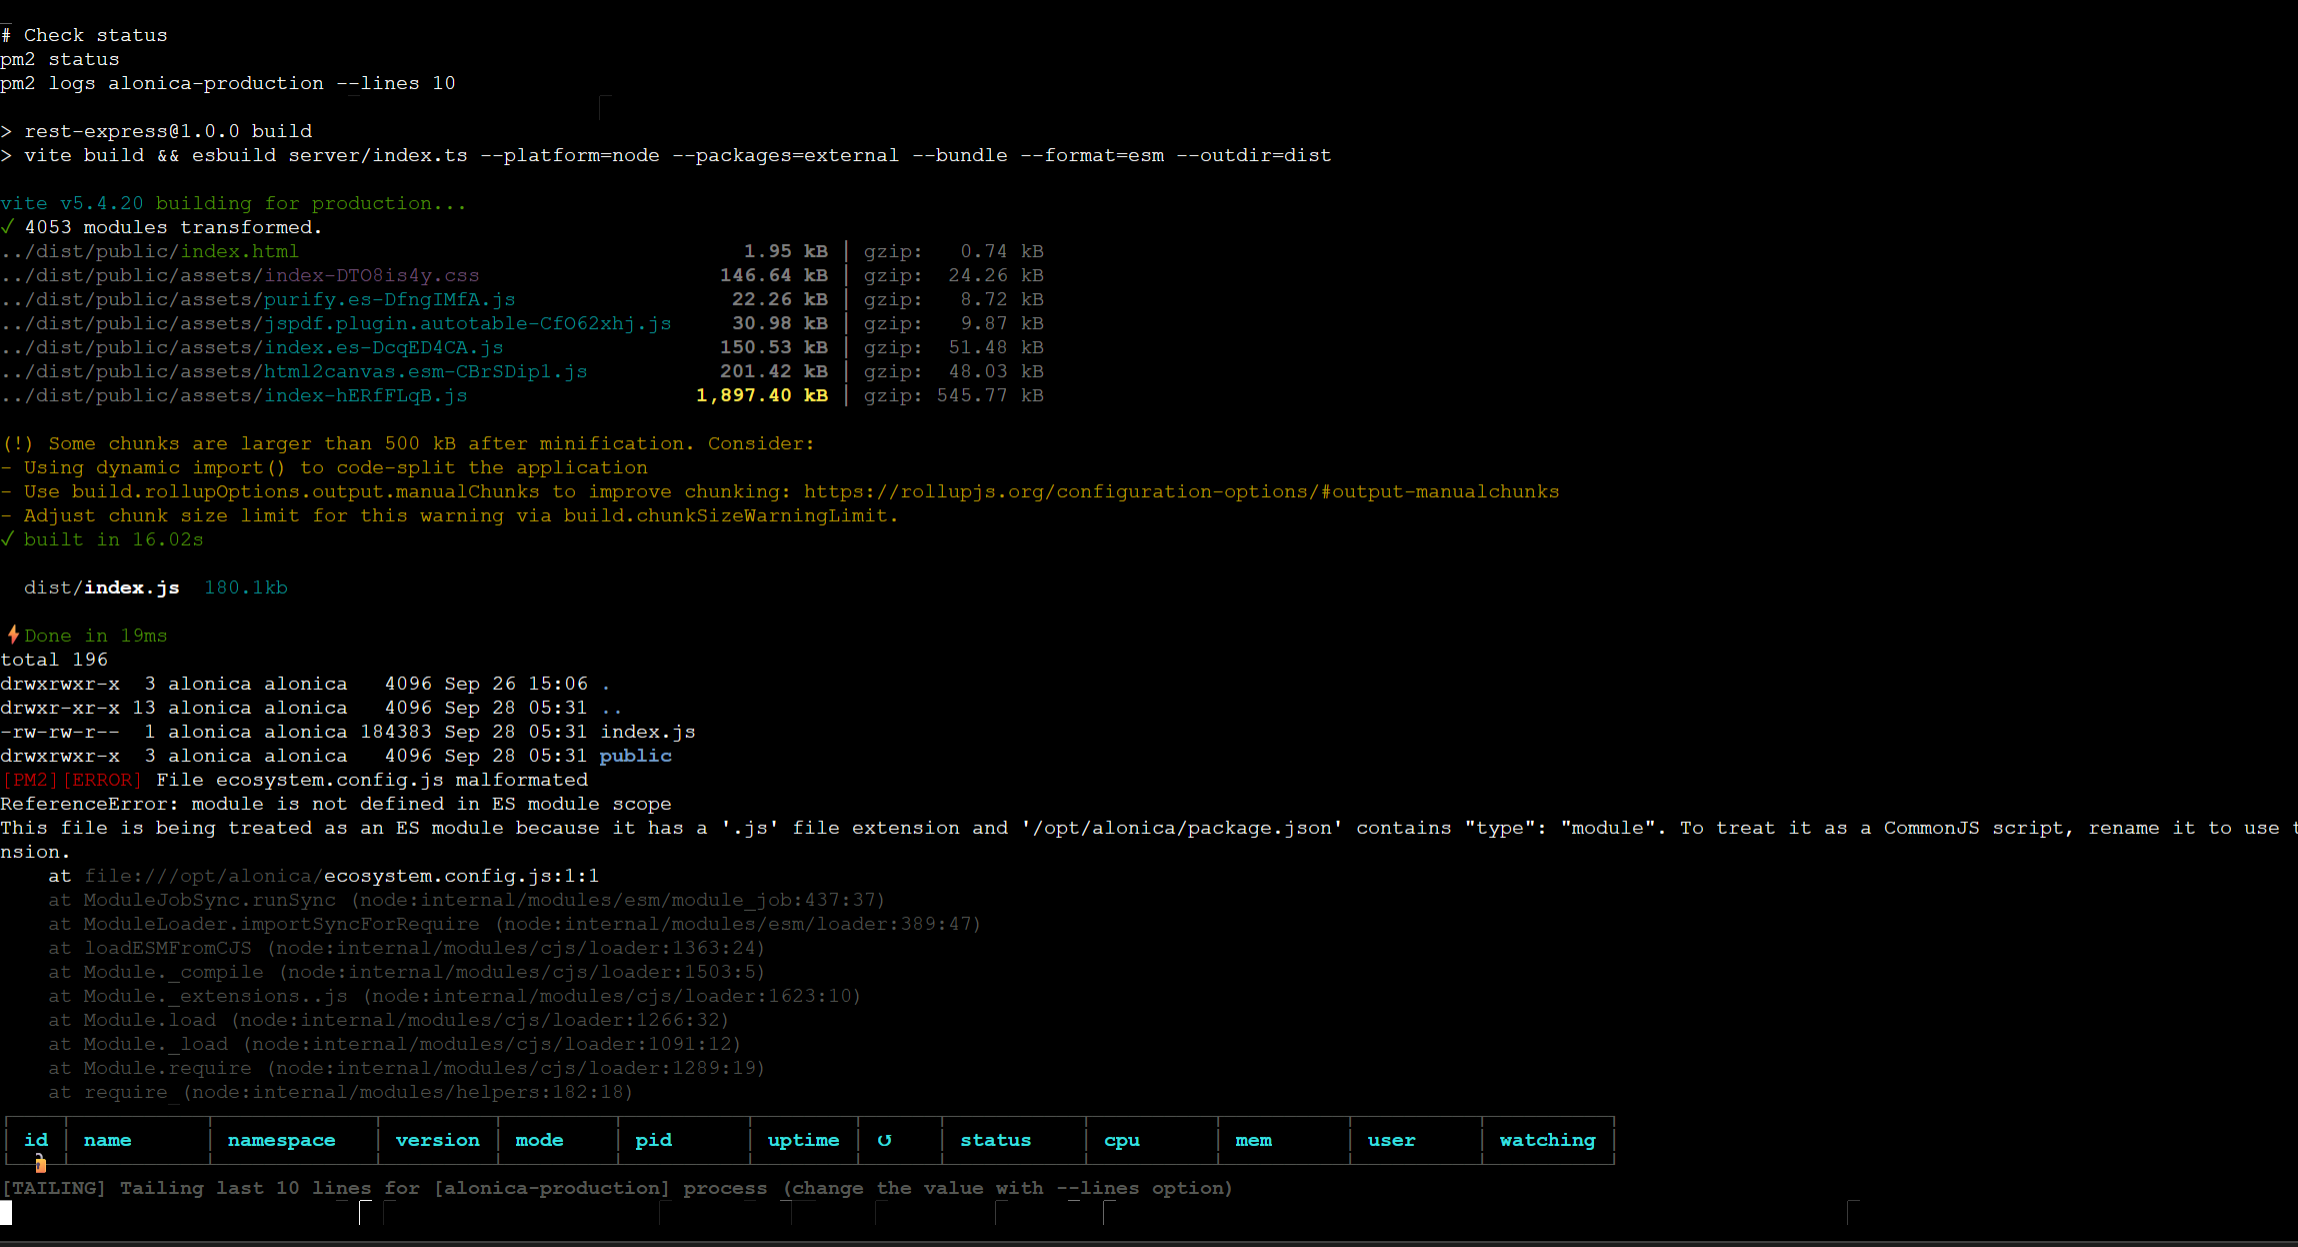 # Check status
pm2 status
pm2 logs alonica-production --lines 10
> rest-express@1.0.0 build
> vite build && esbuild server/index.ts --platform=node --packages=external --bundle --format=esm --outdir=dist
vite v5.4.20 building for production...
✓ 4053 modules transformed.
../dist/public/index.html 1.95 kB │ gzip: 0.74 kB
../dist/public/assets/index-DTO8is4y.css 146.64 kB │ gzip: 24.26 kB
../dist/public/assets/purify.es-DfngIMfA.js 22.26 kB │ gzip: 8.72 kB
../dist/public/assets/jspdf.plugin.autotable-CfO62xhj.js 30.98 kB │ gzip: 9.87 kB
../dist/public/assets/index.es-DcqED4CA.js 150.53 kB │ gzip: 51.48 kB
../dist/public/assets/html2canvas.esm-CBrSDip1.js 201.42 kB │ gzip: 48.03 kB
../dist/public/assets/index-hERfFLqB.js 1,897.40 kB │ gzip: 545.77 kB
(!) Some chunks are larger than 500 kB after minification. Consider:
- Using dynamic import() to code-split the application
- Use build.rollupOptions.output.manualChunks to improve chunking: https://rollupjs.org/configuration-options/#output-manualchunks
- Adjust chunk size limit for this warning via build.chunkSizeWarningLimit.
✓ built in 16.02s
dist/index.js 180.1kb
⚡Done in 19ms
total 196
drwxrwxr-x 3 alonica alonica 4096 Sep 26 15:06 .
drwxr-xr-x 13 alonica alonica 4096 Sep 28 05:31 ..
-rw-rw-r-- 1 alonica alonica 184383 Sep 28 05:31 index.js
drwxrwxr-x 3 alonica alonica 4096 Sep 28 05:31 public
[PM2][ERROR] File ecosystem.config.js malformated
ReferenceError: module is not defined in ES module scope
This file is being treated as an ES module because it has a '.js' file extension and '/opt/alonica/package.json' contains "type": "module". To treat it as a CommonJS script, rename it to use
nsion.
at file:///opt/alonica/ecosystem.config.js:1:1
at ModuleJobSync.runSync (node:internal/modules/esm/module_job:437:37)
at ModuleLoader.importSyncForRequire (node:internal/modules/esm/loader:389:47)
at loadESMFromCJS (node:internal/modules/cjs/loader:1363:24)
at Module._compile (node:internal/modules/cjs/loader:1503:5)
at Module._extensions..js (node:internal/modules/cjs/loader:1623:10)
at Module.load (node:internal/modules/cjs/loader:1266:32)
at Module._load (node:internal/modules/cjs/loader:1091:12)
at Module.require (node:internal/modules/cjs/loader:1289:19)
at require (node:internal/modules/helpers:182:18)
id │ name │ namespace │ version │ mode │ pid │ uptime │ ↺ │ status │ cpu │ mem │ user │ watching
[TAILING] Tailing last 10 lines for [alonica-production] process (change the value with --lines option)